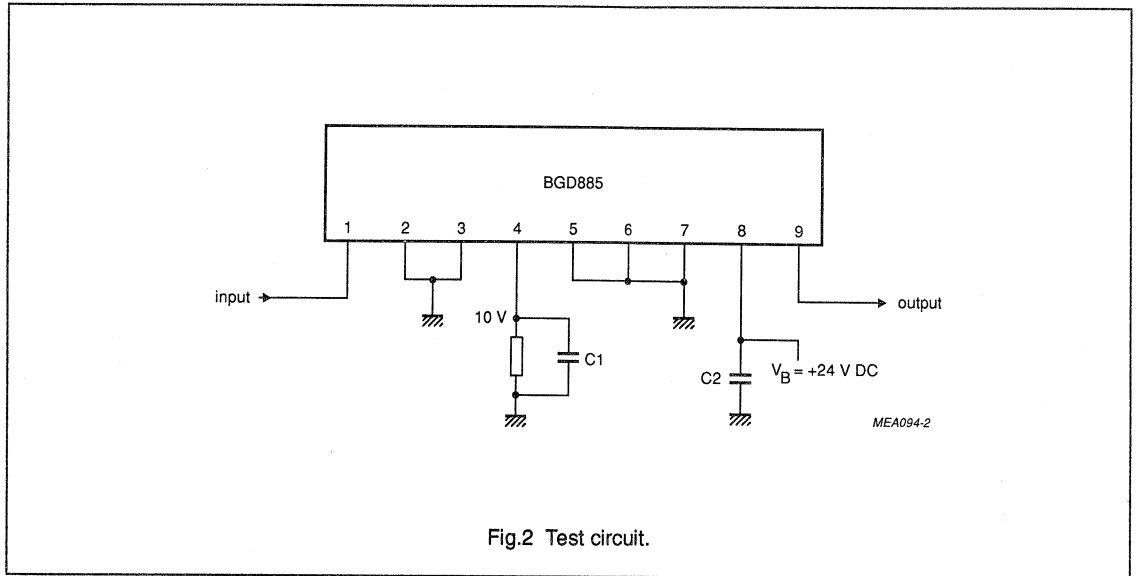 BGD885
1 2 3 4 5 6 7 8 9
input
output
10 V
C1
C2
V_B = +24 V DC
MEA094-2
Fig.2 Test circuit.